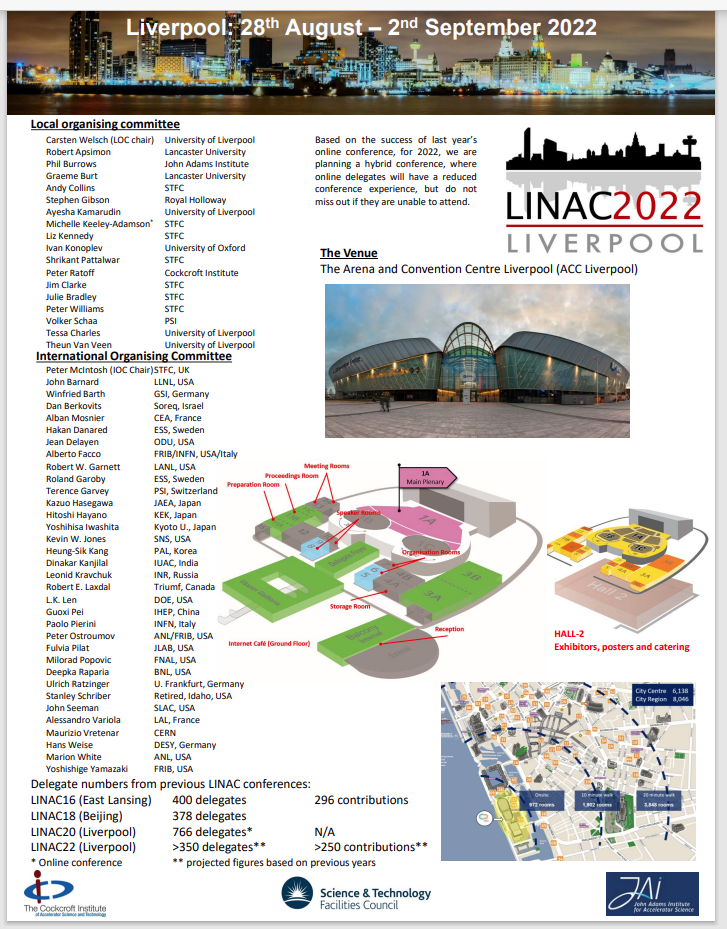 Liverpool: 28th August – 2nd September 2022
Local organising committee
Carsten Welsch (LOC chair) University of Liverpool
Robert Apsimon Lancaster University
Phil Burrows John Adams Institute
Graeme Burt Lancaster University
Andy Collins STFC
Stephen Gibson Royal Holloway
Ayesha Kamarudin University of Liverpool
Michelle Keeley-Adamson* STFC
Liz Kennedy STFC
Ivan Konoplev University of Oxford
Shrikant Pattalwar STFC
Peter Ratoff Cockcroft Institute
Jim Clarke STFC
Julie Bradley STFC
Peter Williams STFC
Volker Schaa PSI
Tessa Charles University of Liverpool
Theun Van Veen University of Liverpool
International Organising Committee
Peter McIntosh (IOC Chair) STFC, UK
John Barnard LLNL, USA
Winfried Barth GSI, Germany
Dan Berkovits Soreq, Israel
Alban Mosnier CEA, France
Hakan Danared ESS, Sweden
Jean Delayen ODU, USA
Alberto Facco FRIB/INFN, USA/Italy
Robert W. Garnett LANL, USA
Roland Garoby ESS, Sweden
Terence Garvey PSI, Switzerland
Kazuo Hasegawa JAEA, Japan
Hitoshi Hayano KEK, Japan
Yoshihisa Iwashita Kyoto U., Japan
Kevin W. Jones SNS, USA
Heung-Sik Kang PAL, Korea
Dinakar Kanjilal IUAC, India
Leonid Kravchuk INR, Russia
Robert E. Laxdal Triumf, Canada
L.K. Len DOE, USA
Guoxi Pei IHEP, China
Paolo Pierini INFN, Italy
Peter Ostroumov ANL/FRIB, USA
Fulvia Pilat JLAB, USA
Milorad Popovic FNAL, USA
Deepka Raparia BNL, USA
Ulrich Ratzinger U. Frankfurt, Germany
Stanley Schriber Retired, Idaho, USA
John Seeman SLAC, USA
Alessandro Variola LAL, France
Maurizio Vretenar CERN
Hans Weise DESY, Germany
Marion White ANL, USA
Yoshishige Yamazaki FRIB, USA
Based on the success of last year's
online conference, for 2022, we are
planning a hybrid conference, where
online delegates will have a reduced
conference experience, but do not
miss out if they are unable to attend.
LINAC2022
LIVERPOOL
The Venue
The Arena and Convention Centre Liverpool (ACC Liverpool)
Meeting Rooms
Proceedings Room
Preparation Room
1A
Main Plenary
Speaker Rooms
1A
Organisation Rooms
3B
3A
Storage Room
Reception
Internet Café (Ground Floor)
Hall 2
HALL-2
Exhibitors, posters and catering
City Centre 6,138
City Region 8,046
Onsite
972 rooms
10 minute walk
20 minute walk
Delegate numbers from previous LINAC conferences:
LINAC16 (East Lansing) 400 delegates 296 contributions
LINAC18 (Beijing) 378 delegates
LINAC20 (Liverpool) 766 delegates* N/A
LINAC22 (Liverpool) >350 delegates** >250 contributions**
* Online conference ** projected figures based on previous years
The Cockcroft Institute
of Accelerator Science and Technology
Science & Technology
Facilities Council
JAi
John Adams Institute
for Accelerator Science